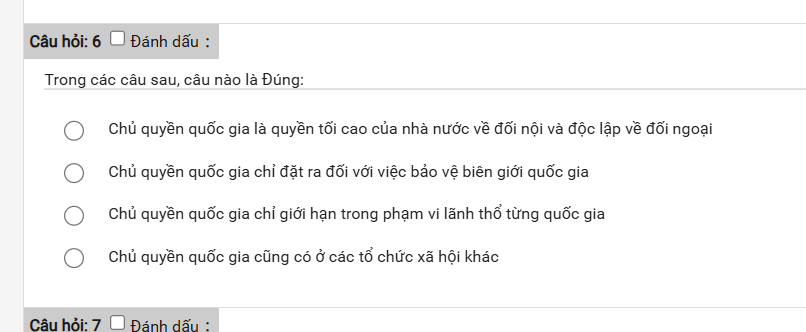 Câu hỏi: 6 Đánh dấu :
Trong các câu sau, câu nào là Đúng:
Chủ quyền quốc gia là quyền tối cao của nhà nước về đối nội và độc lập về đối ngoại
Chủ quyền quốc gia chỉ đặt ra đối với việc bảo vệ biên giới quốc gia
Chủ quyền quốc gia chỉ giới hạn trong phạm vi lãnh thổ từng quốc gia
Chủ quyền quốc gia cũng có ở các tổ chức xã hội khác
Câu hỏi: 7 Đánh dấu :